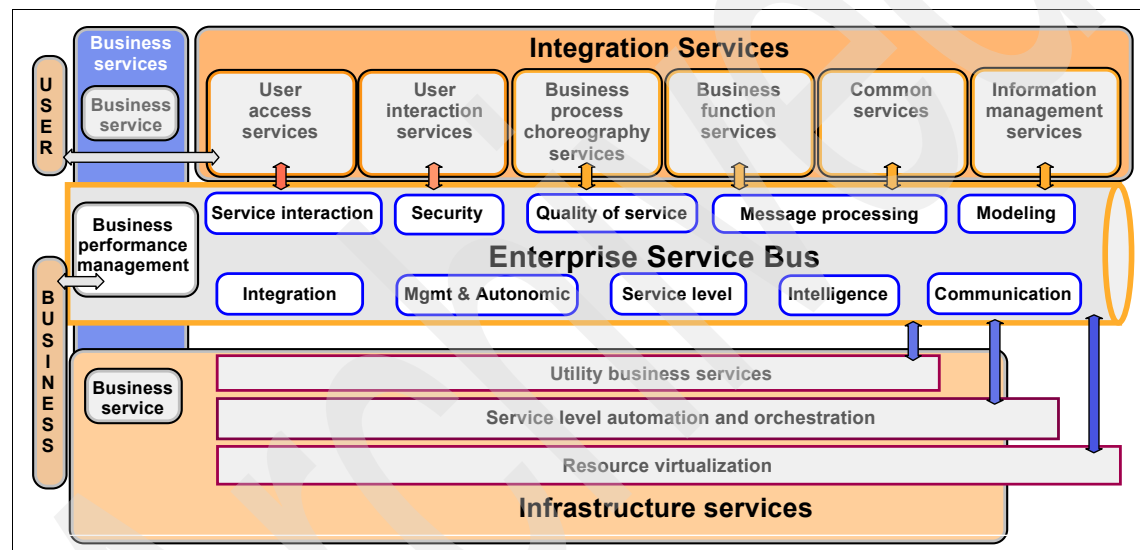 Integration Services
Business
services
USER
Business
service
User
access
services
User
interaction
services
Business
process
choreography
services
Business
function
services
Common
services
Information
management
services
Service interaction
Security
Quality of service
Message processing
Modeling
Business
performance
management
Enterprise Service Bus
BUSINESS
Integration
Mgmt & Autonomic
Service level
Intelligence
Communication
Utility business services
Business
service
Service level automation and orchestration
Resource virtualization
Infrastructure services